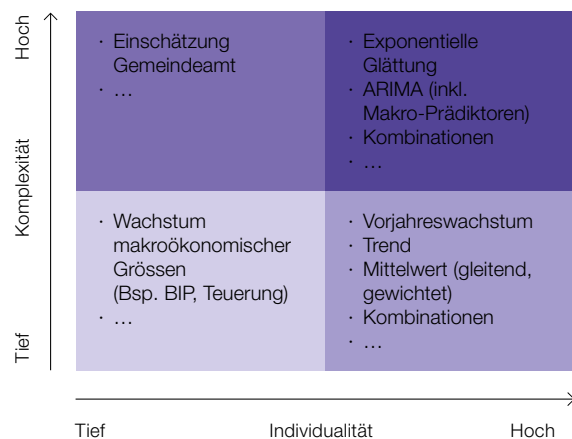 Hoch
Komplexität
Tief
· Einschätzung
Gemeindeamt
· …
· Exponentielle
Glättung
· ARIMA (inkl.
Makro-Prädiktoren)
· Kombinationen
· …
· Wachstum
makroökonomischer
Grössen
(Bsp. BIP, Teuerung)
· …
· Vorjahreswachstum
· Trend
· Mittelwert (gleitend,
gewichtet)
· Kombinationen
· …
Tief
Individualität
Hoch